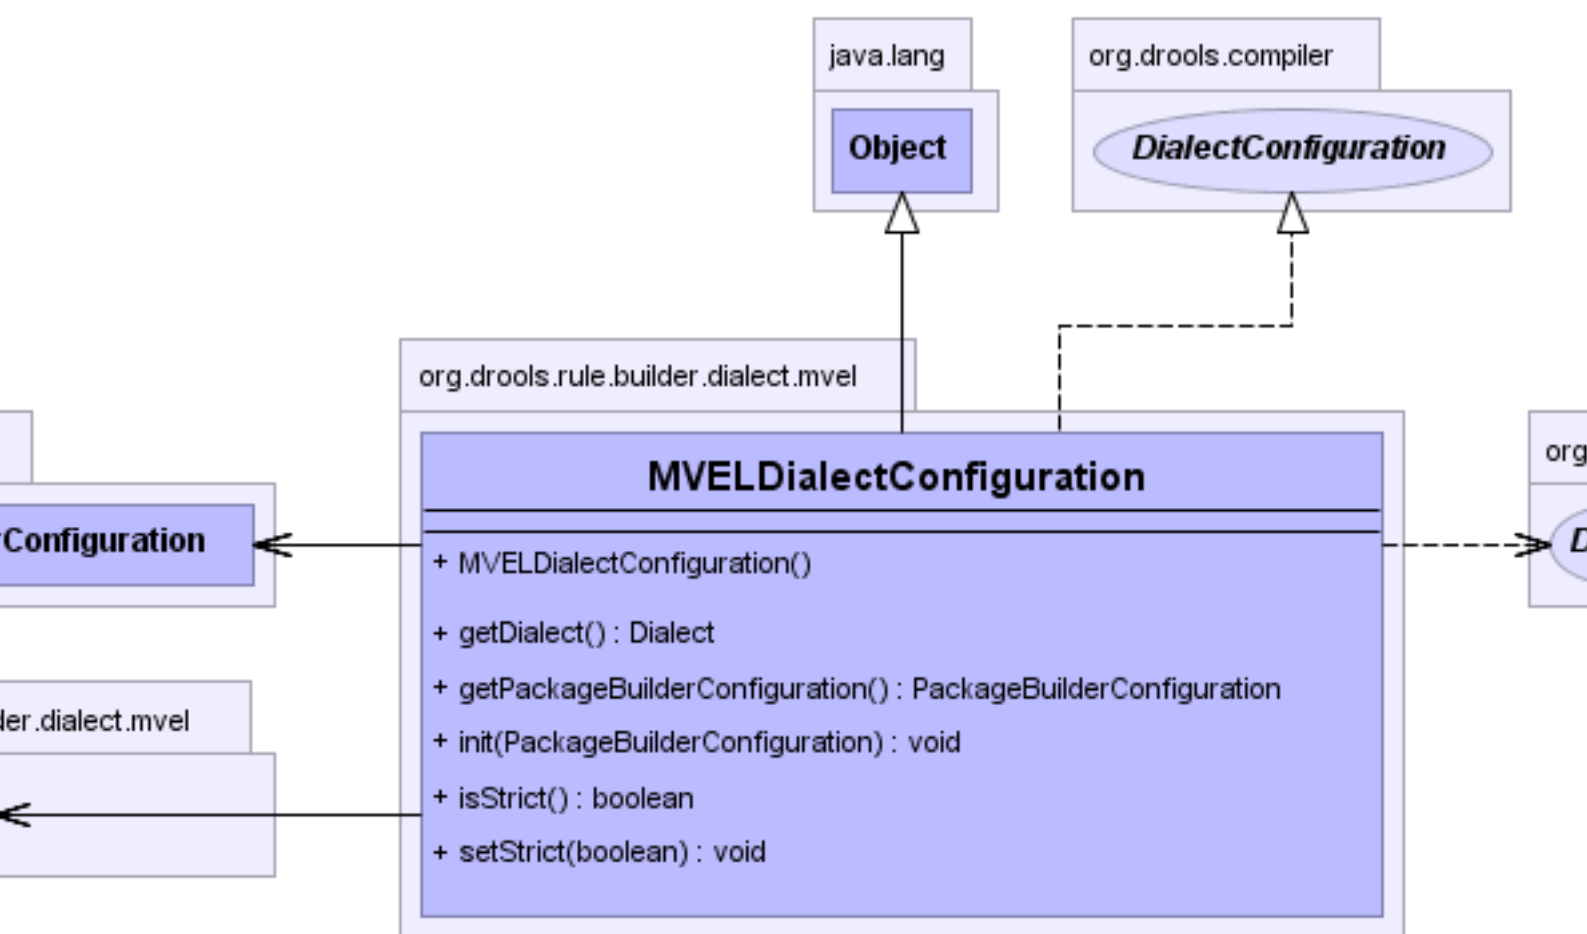 java.lang
org.drools.compiler
Object
DialectConfiguration
org.drools.rule.builder.dialect.mvel
MVELDialectConfiguration
Configuration
+ MVELDialectConfiguration()
+ getDialect() : Dialect
+ getPackageBuilderConfiguration() : PackageBuilderConfiguration
+ init(PackageBuilderConfiguration) : void
+ isStrict() : boolean
+ setStrict(boolean) : void
der.dialect.mvel
org
D